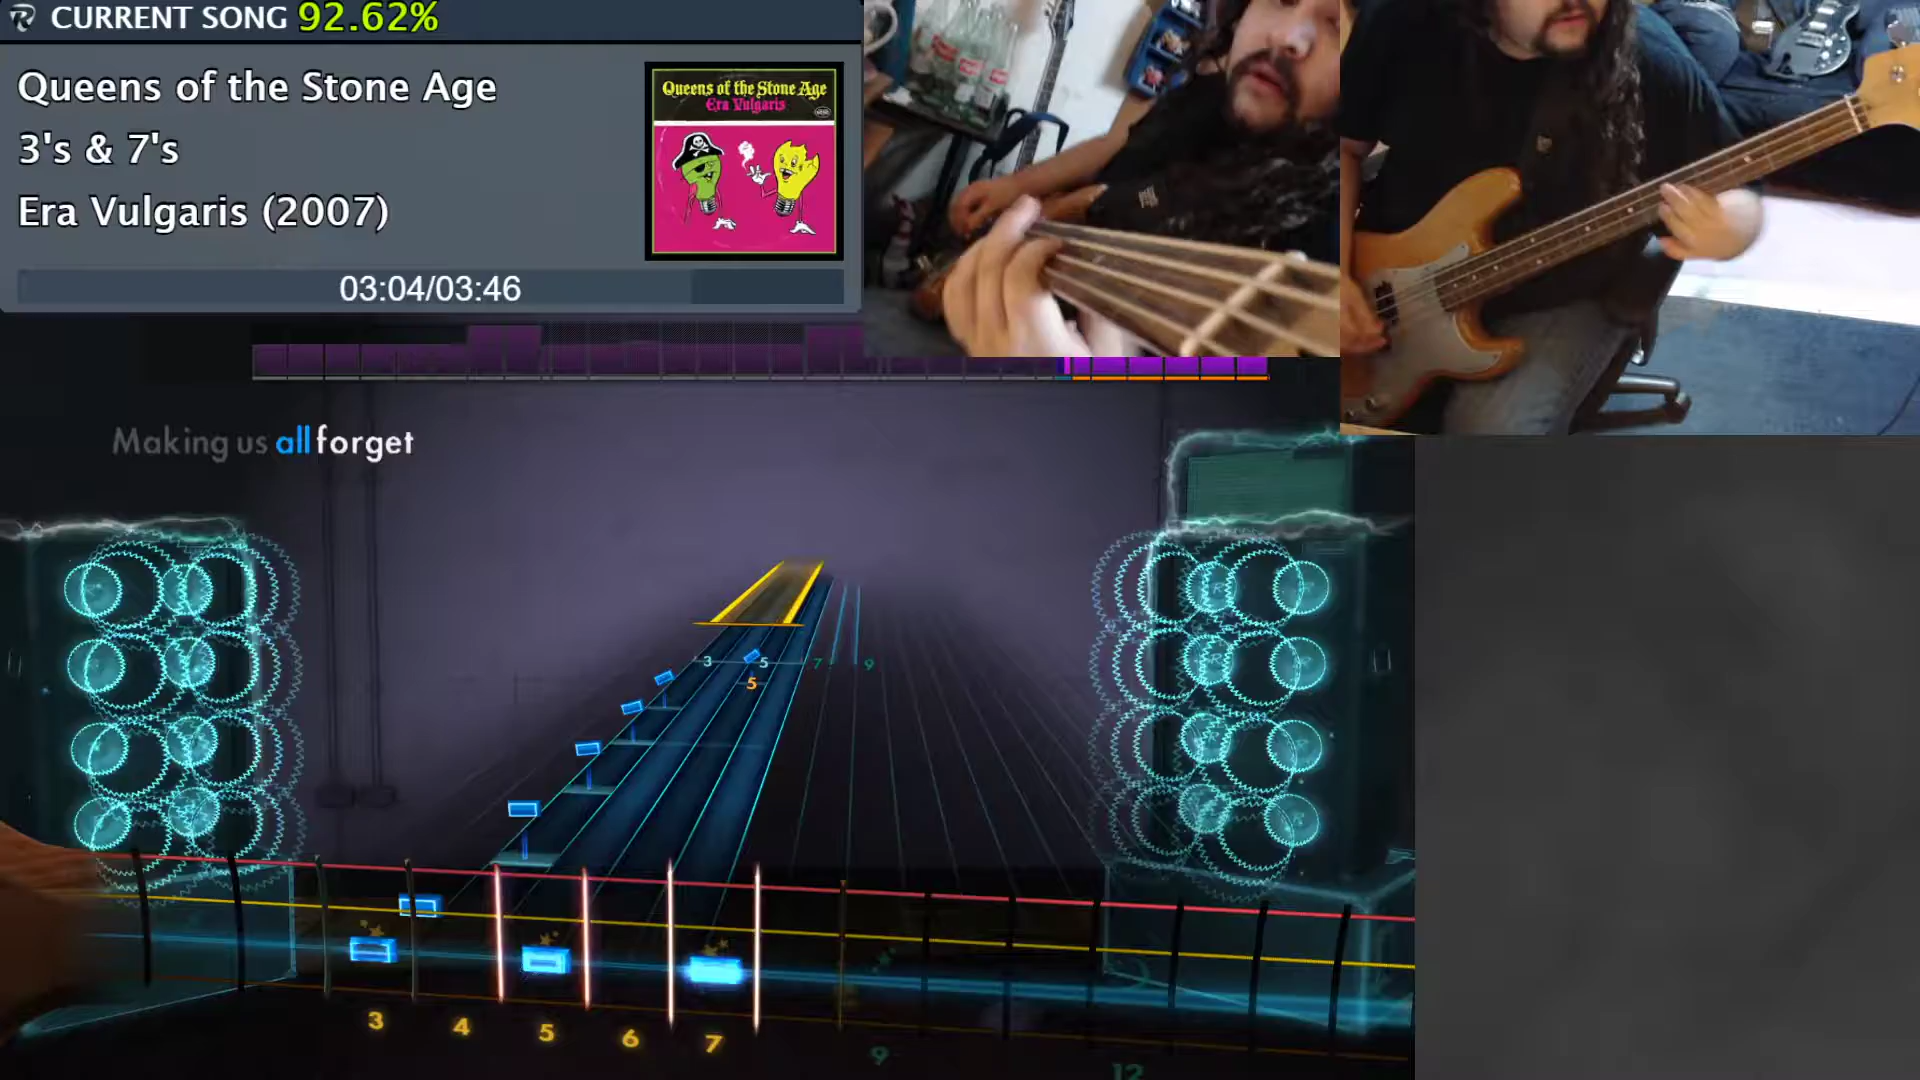 CURRENT SONG 92.62%
Queens of the Stone Age
3's & 7's
Era Vulgaris (2007)
Queens of the Stone Age
Era Vulgaris
03:04/03:46
Making us all forget
3 5 7 9
5
3 4 5 6 7 9 12